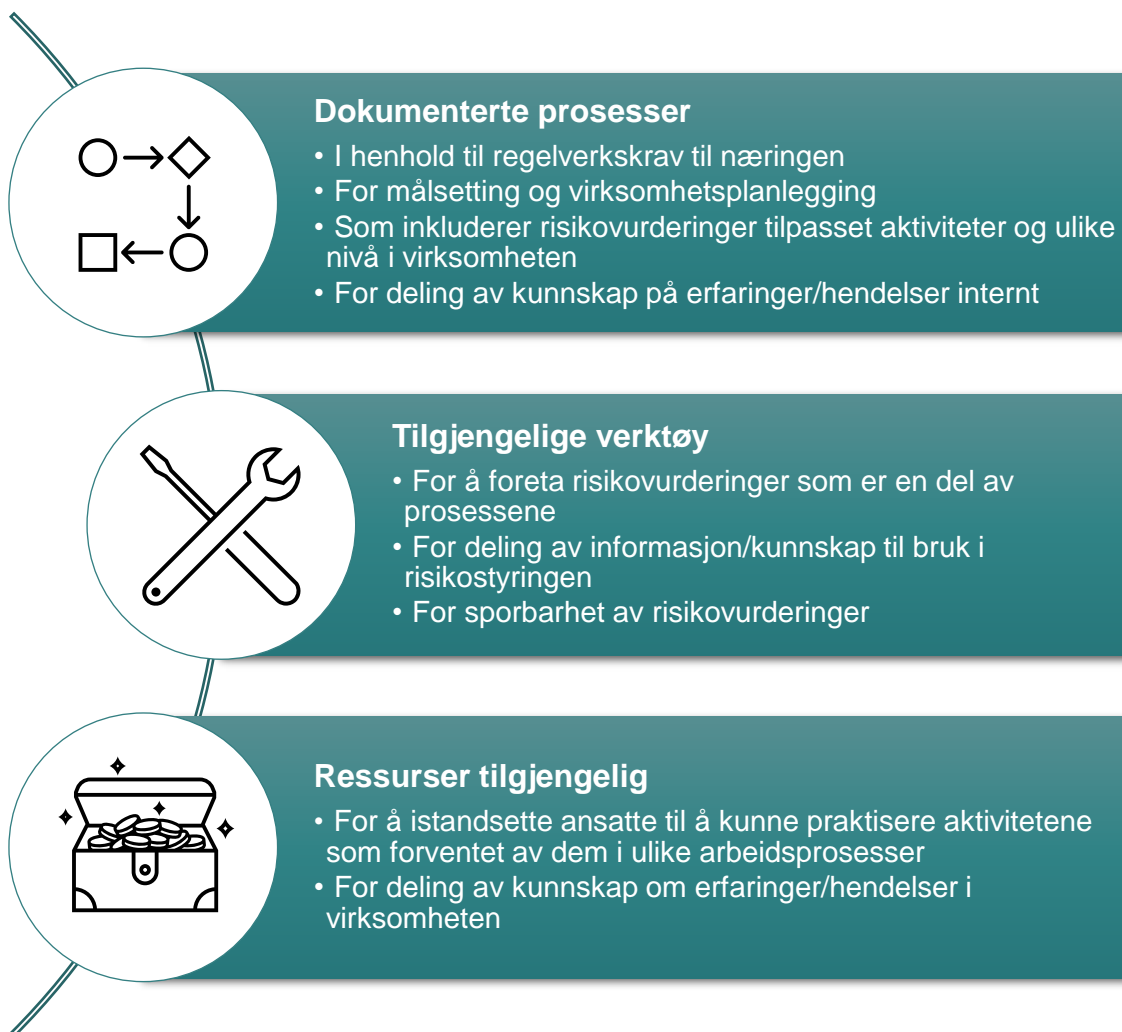 Dokumenterte prosesser
• I henhold til regelverkskrav til næringen
• For målsetting og virksomhetsplanlegging
• Som inkluderer risikovurderinger tilpasset aktiviteter og ulike
nivå i virksomheten
• For deling av kunnskap på erfaringer/hendelser internt
Tilgjengelige verktøy
• For å foreta risikovurderinger som er en del av
prosessene
• For deling av informasjon/kunnskap til bruk i
risikostyringen
• For sporbarhet av risikovurderinger
Ressurser tilgjengelig
• For å istandsette ansatte til å kunne praktisere aktivitetene
som forventet av dem i ulike arbeidsprosesser
• For deling av kunnskap om erfaringer/hendelser i
virksomheten